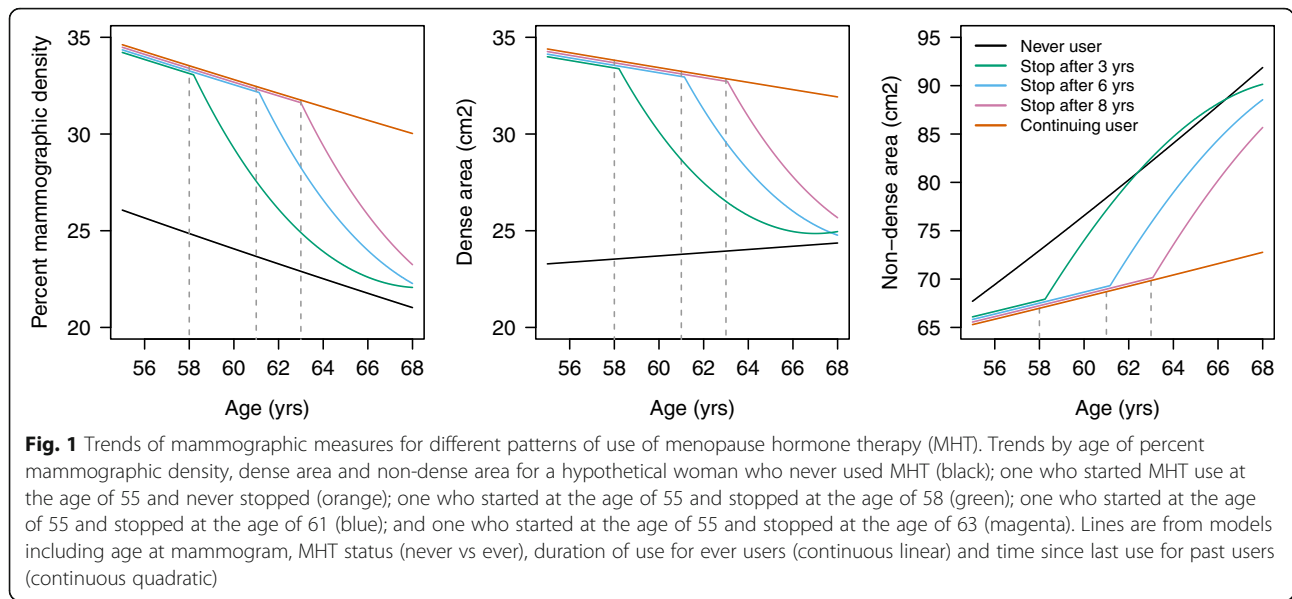 Percent mammographic density
35
30
25
20
56 58 60 62 64 66 68
Age (yrs)
Dense area (cm2)
35
30
25
20
56 58 60 62 64 66 68
Age (yrs)
Non-dense area (cm2)
95
90
85
80
75
70
65
Never user
Stop after 3 yrs
Stop after 6 yrs
Stop after 8 yrs
Continuing user
56 58 60 62 64 66 68
Age (yrs)
Fig. 1 Trends of mammographic measures for different patterns of use of menopause hormone therapy (MHT). Trends by age of percent
mammographic density, dense area and non-dense area for a hypothetical woman who never used MHT (black); one who started MHT use at
the age of 55 and never stopped (orange); one who started at the age of 55 and stopped at the age of 58 (green); one who started at the age
of 55 and stopped at the age of 61 (blue); and one who started at the age of 55 and stopped at the age of 63 (magenta). Lines are from models
including age at mammogram, MHT status (never vs ever), duration of use for ever users (continuous linear) and time since last use for past users
(continuous quadratic)